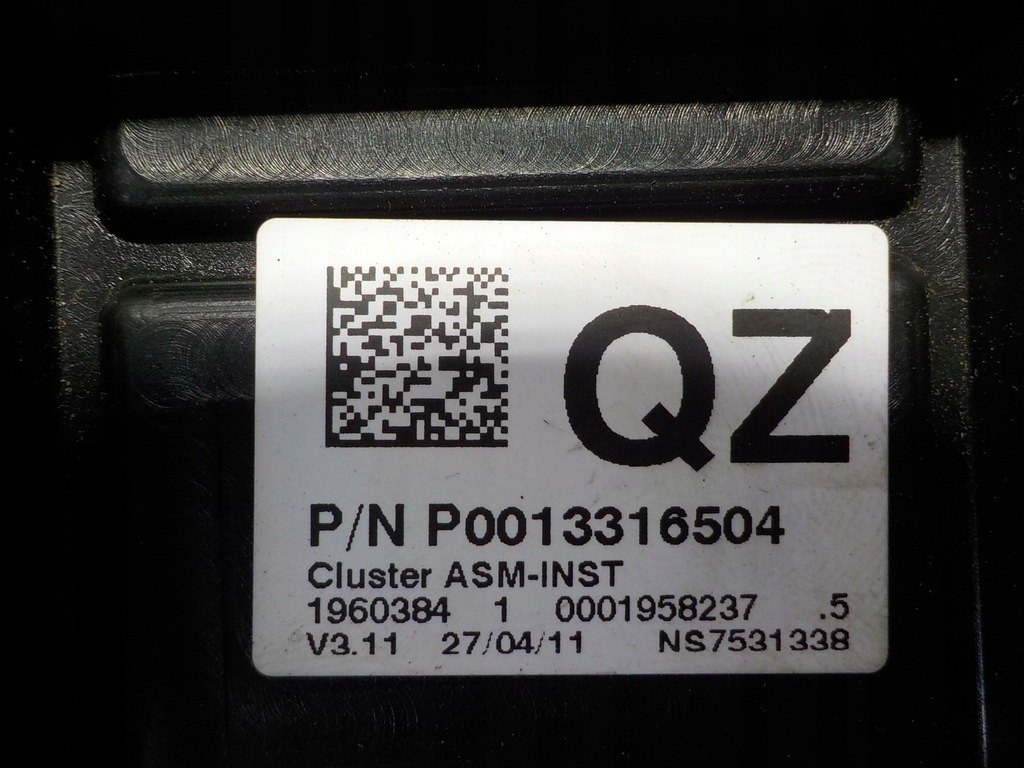 QZ
P/N P0013316504
Cluster ASM-INST
1960384 1 0001958237 .5
V3.11 27/04/11 NS7531338